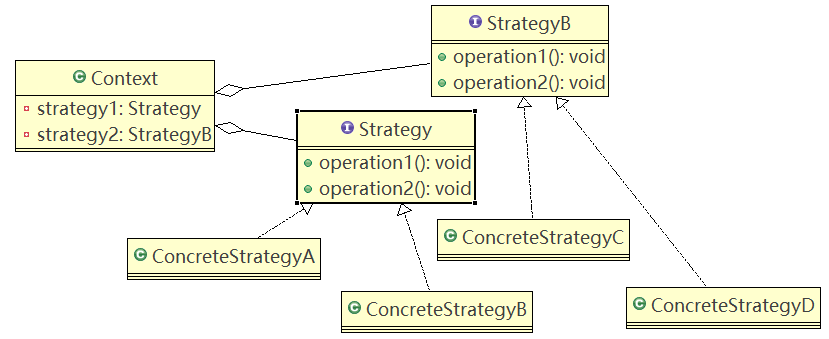 StrategyB
operation1(): void
operation2(): void
Context
strategy1: Strategy
strategy2: StrategyB
Strategy
operation1(): void
operation2(): void
ConcreteStrategyA
ConcreteStrategyB
ConcreteStrategyC
ConcreteStrategyD